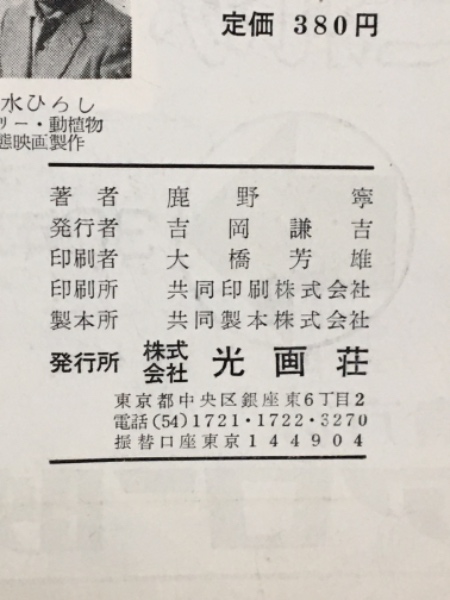 定価 380円
水ひろし
リー・動植物
態映画製作
著者 鹿野寧
発行者 吉岡謙吉
印刷者 大橋芳雄
印刷所 共同印刷株式会社
製本所 共同製本株式会社
発行所 株式会社 光画荘
東京都中央区銀座東6丁目2
電話(54)1721・1722・3270
振替口座東京144904